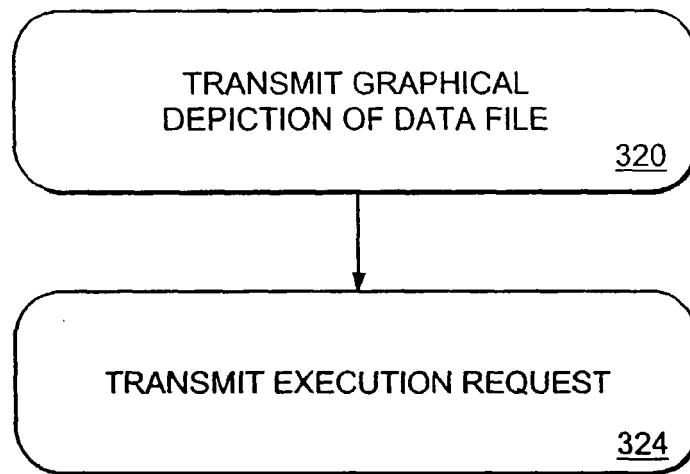 TRANSMIT GRAPHICAL
DEPICTION OF DATA FILE
320
TRANSMIT EXECUTION REQUEST
324